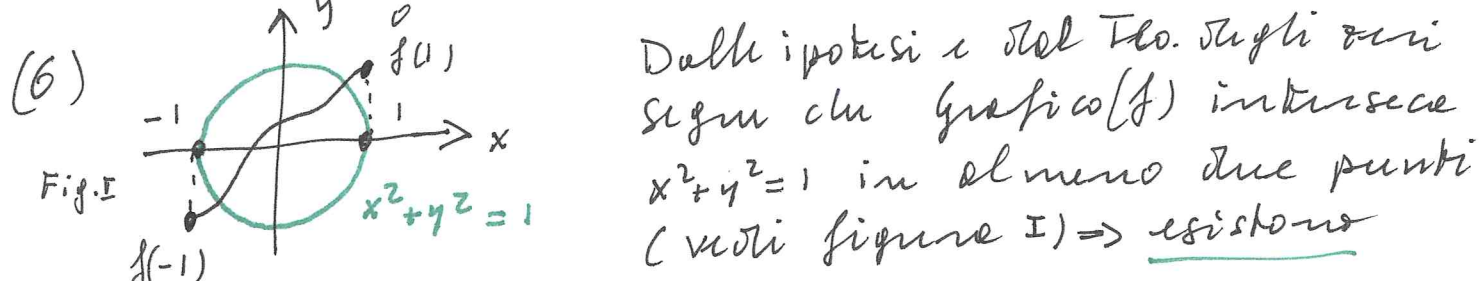 (6)
y
f(1)
-1
1
x
Fig.I
x²+y²=1
f(-1)
Dalle ipotesi e dal Teo. degli zeri
segue che Grafico(f) interseca
x²+y²=1 in almeno due punti
(vedi figura I) => esistono